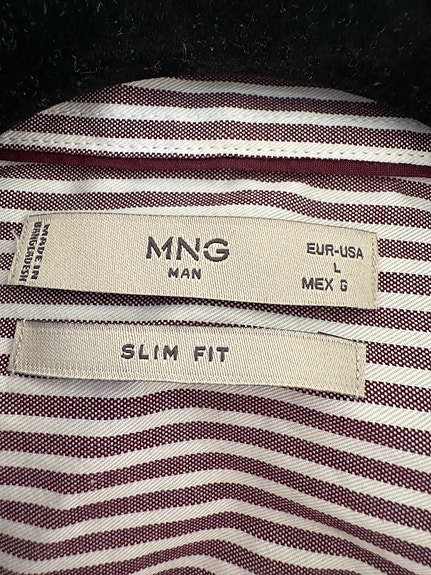 MADE IN
BANGLADESH
MNG
MAN
EUR-USA
L
MEX G
SLIM FIT